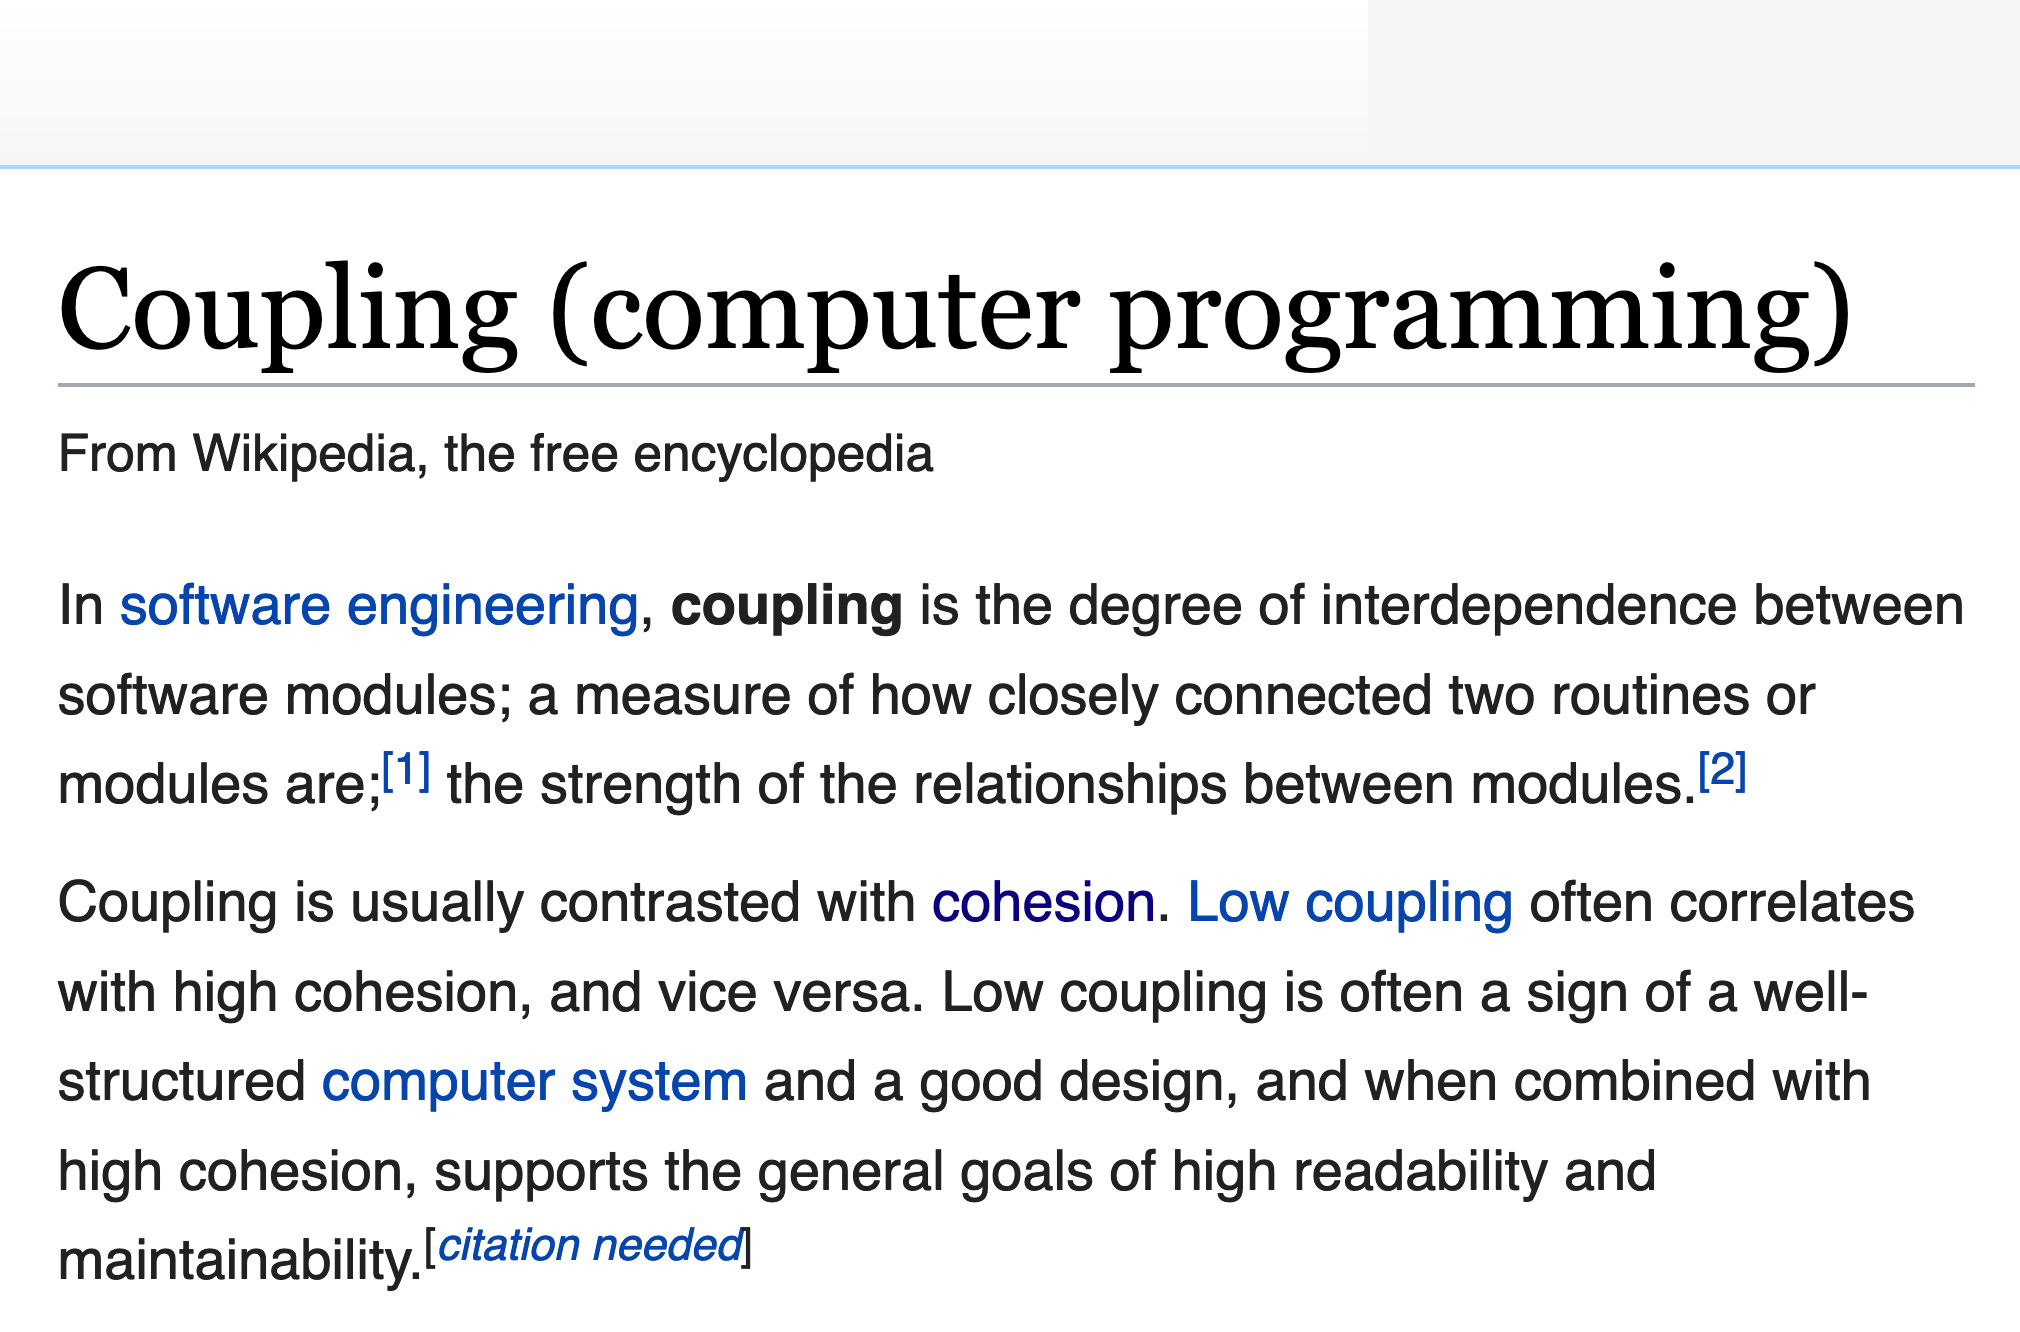 Coupling (computer programming)
From Wikipedia, the free encyclopedia
In software engineering, coupling is the degree of interdependence between
software modules; a measure of how closely connected two routines or
modules are;[1] the strength of the relationships between modules.[2]
Coupling is usually contrasted with cohesion. Low coupling often correlates
with high cohesion, and vice versa. Low coupling is often a sign of a well-
structured computer system and a good design, and when combined with
high cohesion, supports the general goals of high readability and
maintainability.[citation needed]